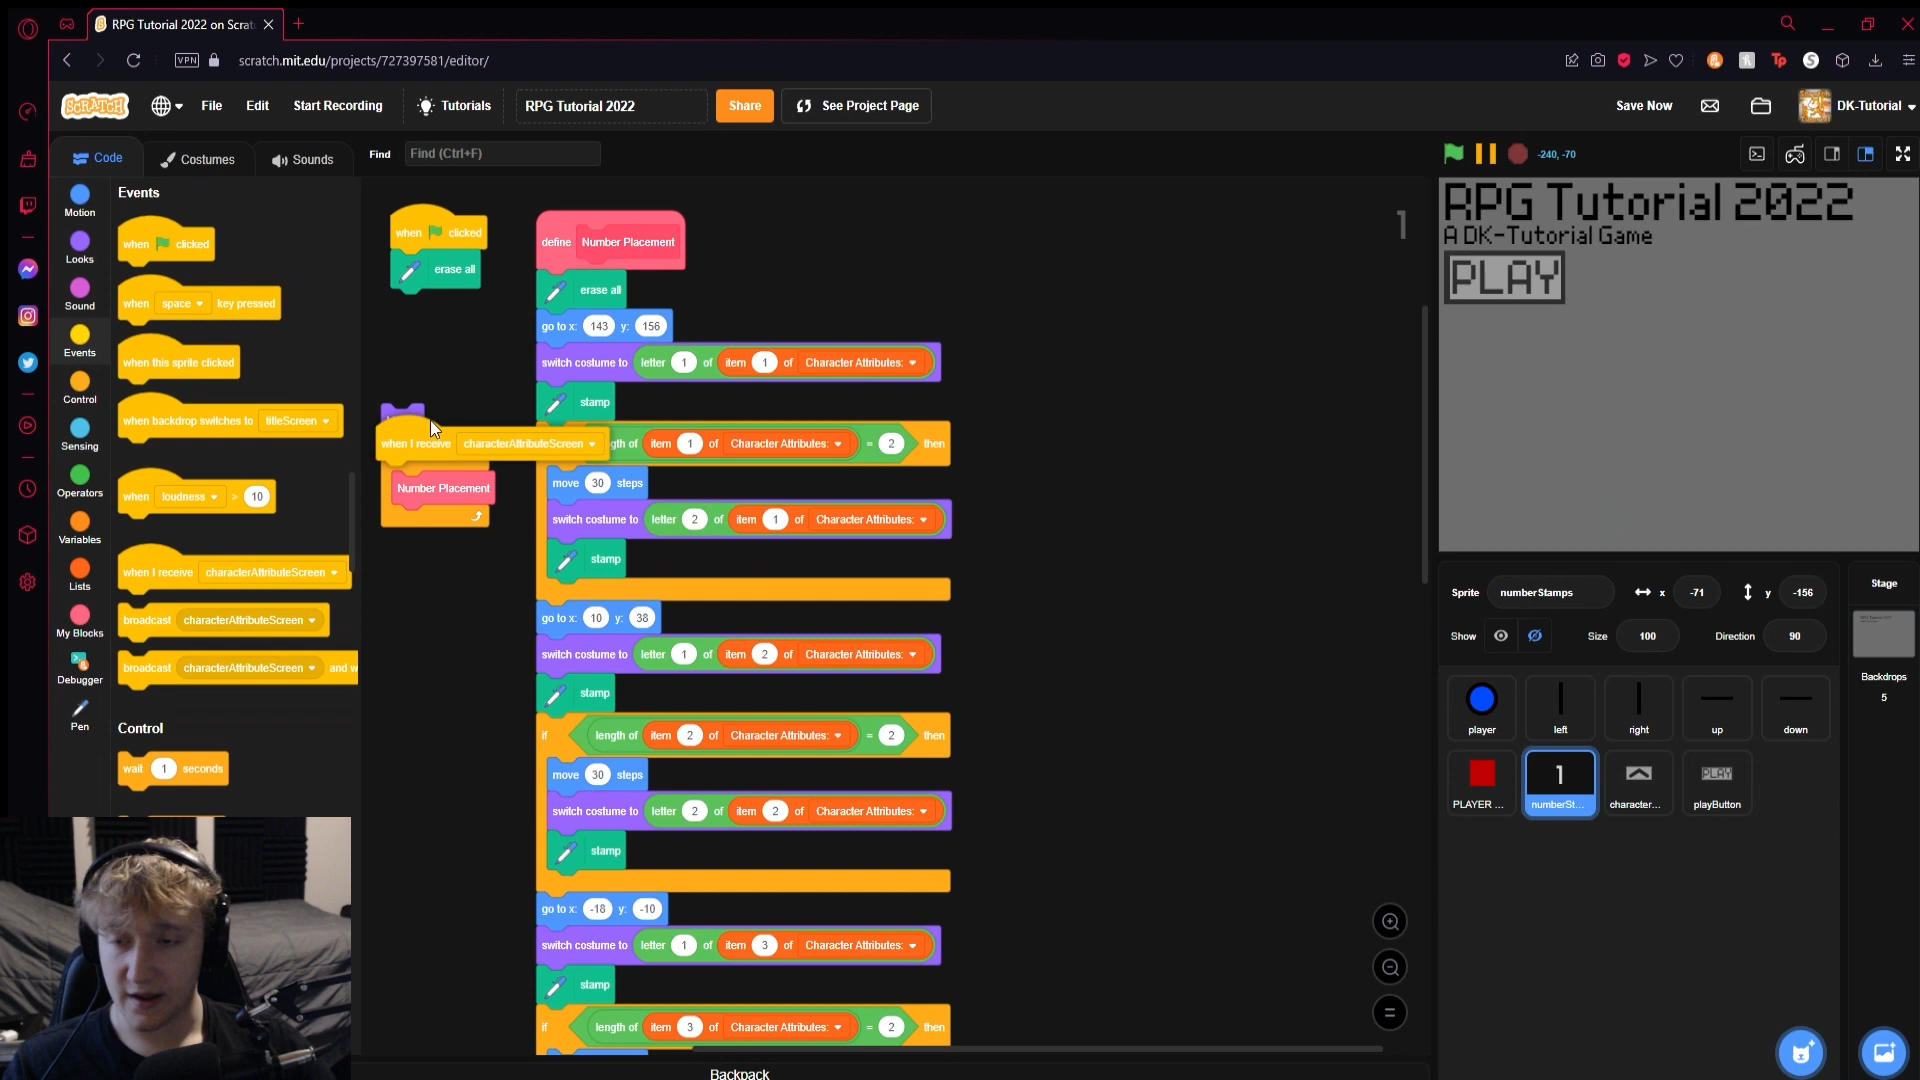 RPG Tutorial 2022 on Scrat
VPN
scratch.mit.edu/projects/727397581/editor/
Tp
S
SCRATCH
File
Edit
Start Recording
Tutorials
RPG Tutorial 2022
Share
See Project Page
Save Now
DK-Tutorial
Code
Costumes
Sounds
Find
Find (Ctrl+F)
-240, -70
Motion
Looks
Sound
Events
Control
Sensing
Operators
Variables
Lists
My Blocks
Debugger
Pen
Events
when clicked
when space key pressed
when this sprite clicked
when backdrop switches to titleScreen
when loudness > 10
when I receive characterAttributeScreen
broadcast characterAttributeScreen
broadcast characterAttributeScreen and w
Control
wait 1 seconds
when clicked
erase all
when I receive characterAttributeScreen
Number Placement
define Number Placement
erase all
go to x: 143 y: 156
switch costume to letter 1 of item 1 of Character Attributes:
stamp
gth of item 1 of Character Attributes: = 2 then
move 30 steps
switch costume to letter 2 of item 1 of Character Attributes:
stamp
go to x: 10 y: 38
switch costume to letter 1 of item 2 of Character Attributes:
stamp
if length of item 2 of Character Attributes: = 2 then
move 30 steps
switch costume to letter 2 of item 2 of Character Attributes:
stamp
go to x: -18 y: -10
switch costume to letter 1 of item 3 of Character Attributes:
stamp
if length of item 3 of Character Attributes: = 2 then
1
Backpack
RPG Tutorial 2022
A DK-Tutorial Game
PLAY
Sprite numberStamps x -71 y -156
Show Size 100 Direction 90
player
left
right
up
down
PLAYER ...
1
numberSt...
character...
PLAY
playButton
Stage
Backdrops
5